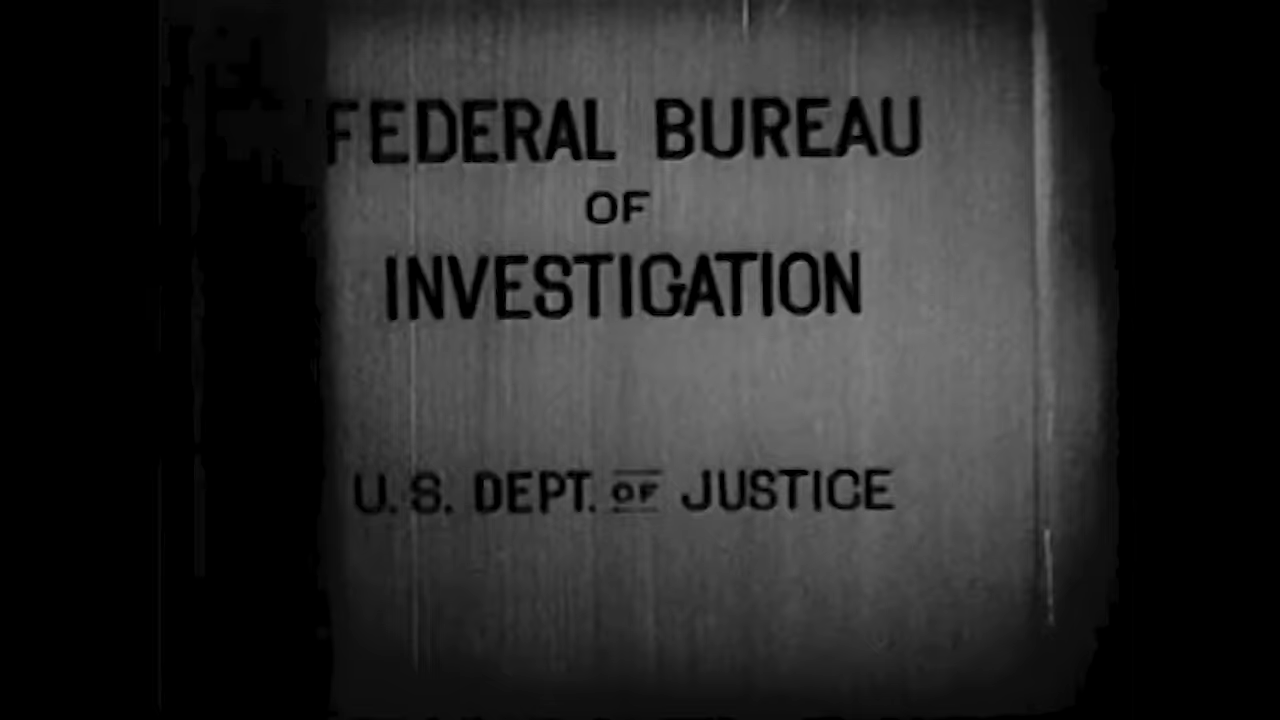 FEDERAL BUREAU
OF
INVESTIGATION
U.S. DEPT. OF JUSTICE